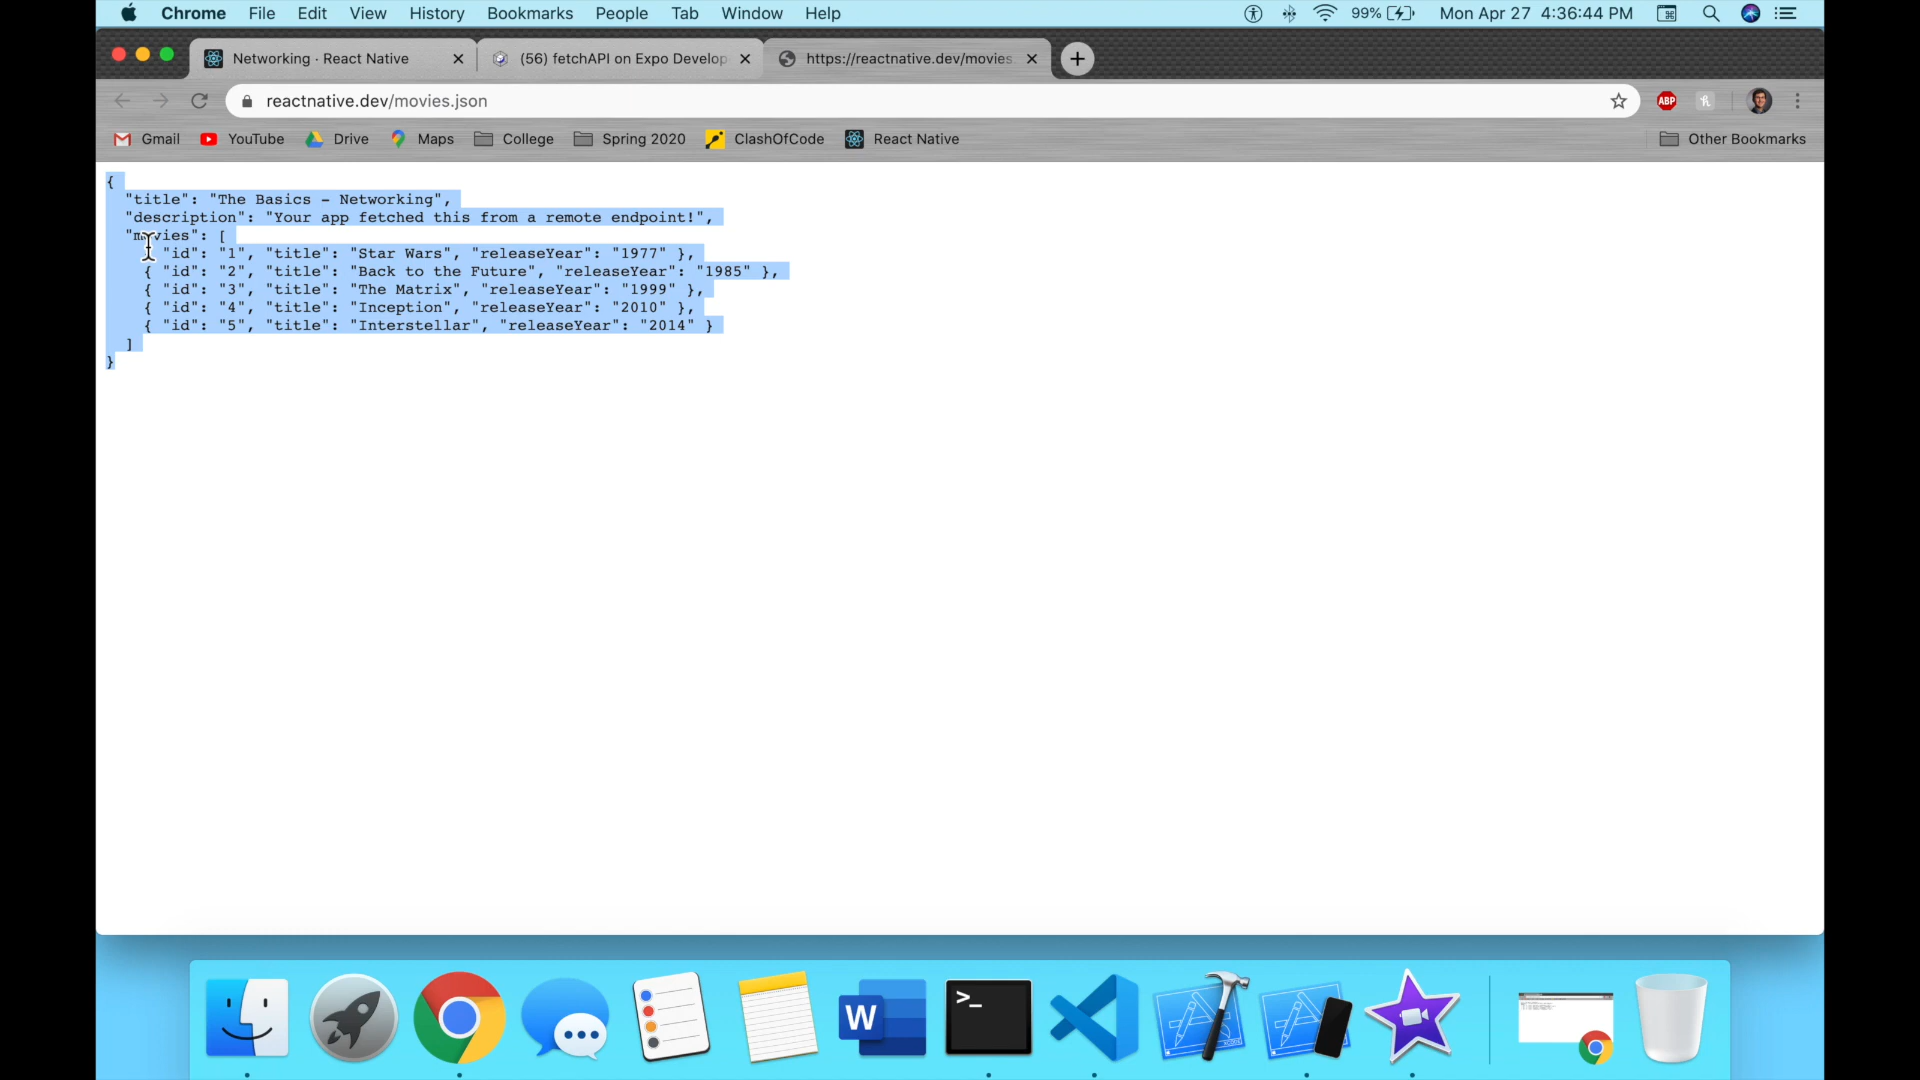 Chrome File Edit View History Bookmarks People Tab Window Help 99% Mon Apr 27 4:36:44 PM
Networking · React Native (56) fetchAPI on Expo Develop https://reactnative.dev/movies
reactnative.dev/movies.json ABP
Gmail YouTube Drive Maps College Spring 2020 ClashOfCode React Native Other Bookmarks
{
"title": "The Basics - Networking",
"description": "Your app fetched this from a remote endpoint!",
"movies": [
"id": "1", "title": "Star Wars", "releaseYear": "1977" },
{ "id": "2", "title": "Back to the Future", "releaseYear": "1985" },
{ "id": "3", "title": "The Matrix", "releaseYear": "1999" },
{ "id": "4", "title": "Inception", "releaseYear": "2010" },
{ "id": "5", "title": "Interstellar", "releaseYear": "2014" }
]
}
W >_